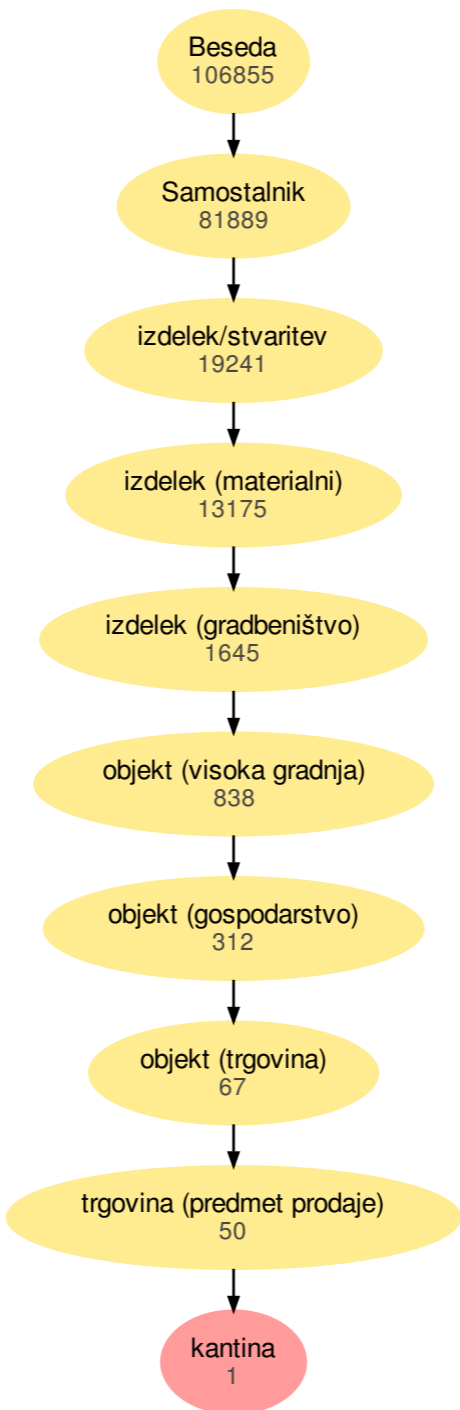 Beseda
106855
Samostalnik
81889
izdelek/stvaritev
19241
izdelek (materialni)
13175
izdelek (gradbeništvo)
1645
objekt (visoka gradnja)
838
objekt (gospodarstvo)
312
objekt (trgovina)
67
trgovina (predmet prodaje)
50
kantina
1